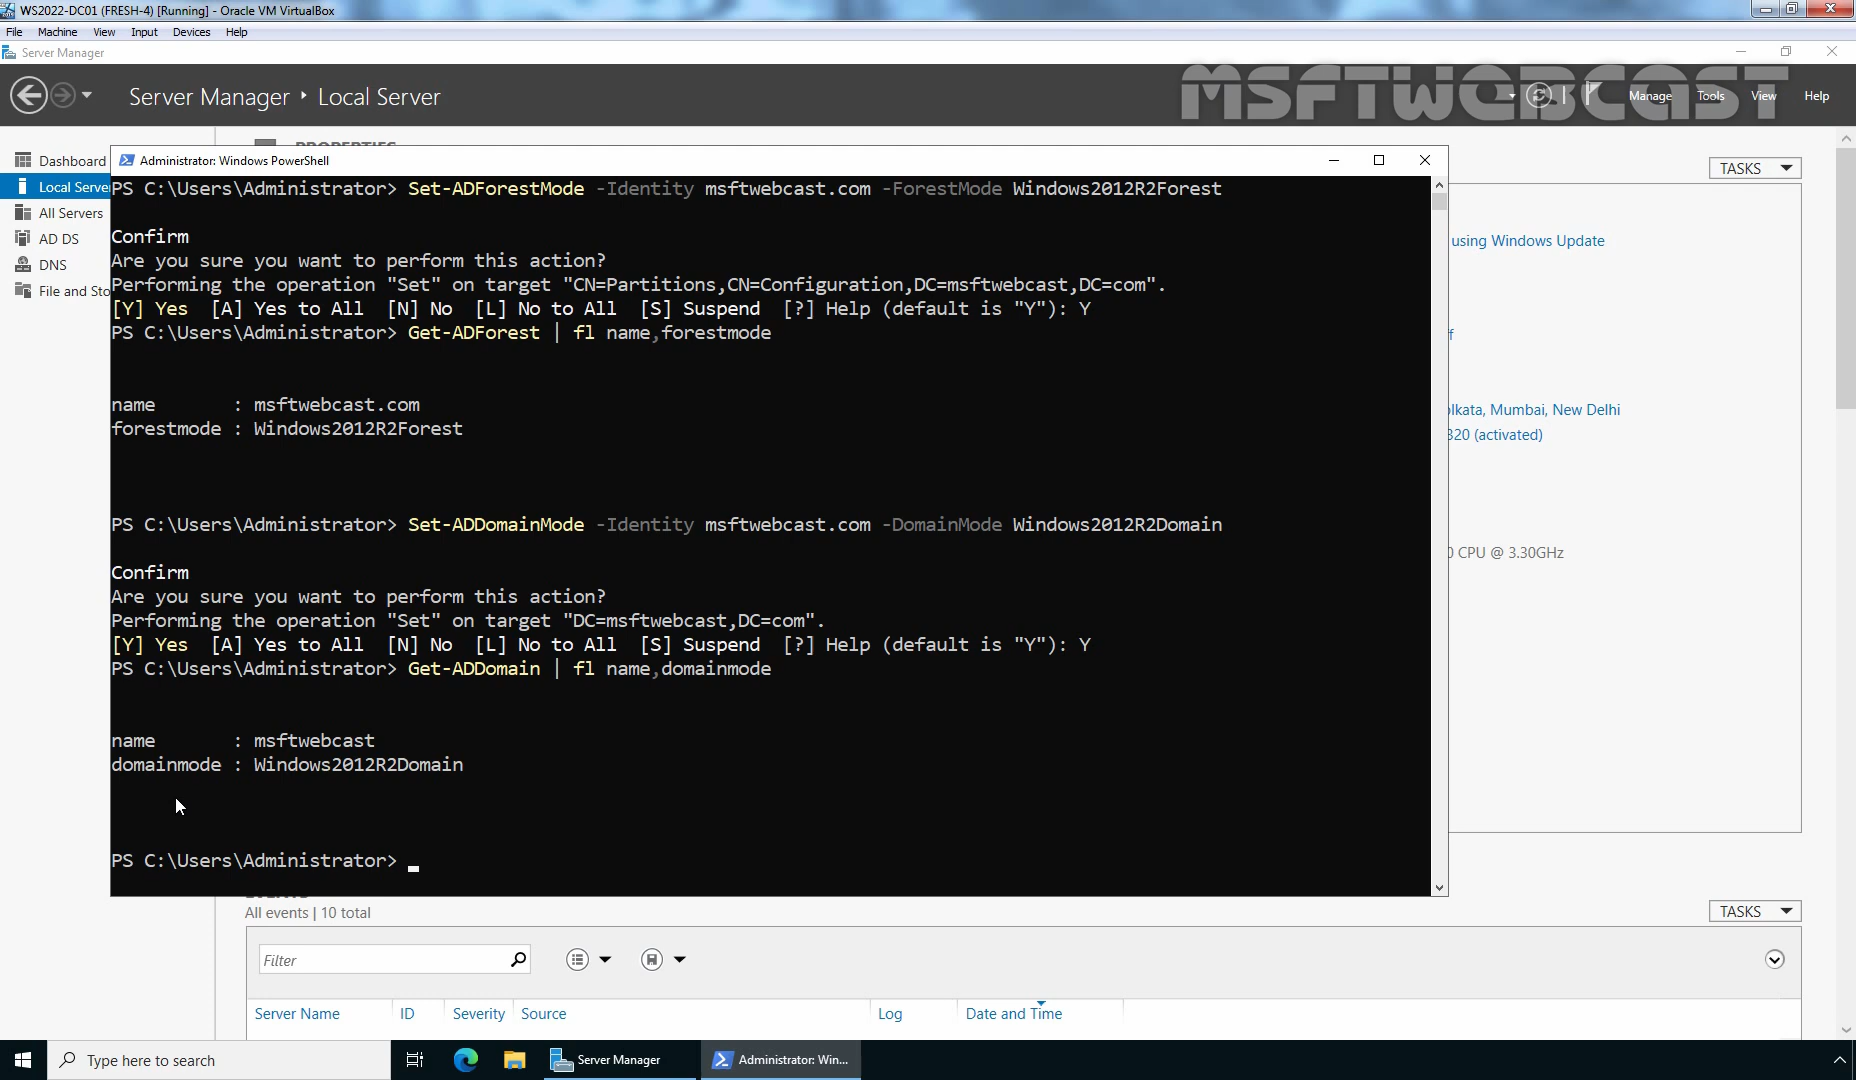 WS2022-DC01 (FRESH-4) [Running] - Oracle VM VirtualBox
File Machine View Input Devices Help
Server Manager
Server Manager ‣ Local Server
MSFTWEBCAST
Manage Tools View Help
Dashboard
Local Serve
All Servers
AD DS
DNS
File and Sto
TASKS
Administrator: Windows PowerShell
PS C:\Users\Administrator> Set-ADForestMode -Identity msftwebcast.com -ForestMode Windows2012R2Forest
Confirm
Are you sure you want to perform this action?
Performing the operation "Set" on target "CN=Partitions,CN=Configuration,DC=msftwebcast,DC=com".
[Y] Yes [A] Yes to All [N] No [L] No to All [S] Suspend [?] Help (default is "Y"): Y
PS C:\Users\Administrator> Get-ADForest | fl name,forestmode
name : msftwebcast.com
forestmode : Windows2012R2Forest
PS C:\Users\Administrator> Set-ADDomainMode -Identity msftwebcast.com -DomainMode Windows2012R2Domain
Confirm
Are you sure you want to perform this action?
Performing the operation "Set" on target "DC=msftwebcast,DC=com".
[Y] Yes [A] Yes to All [N] No [L] No to All [S] Suspend [?] Help (default is "Y"): Y
PS C:\Users\Administrator> Get-ADDomain | fl name,domainmode
name : msftwebcast
domainmode : Windows2012R2Domain
PS C:\Users\Administrator>
using Windows Update
lkata, Mumbai, New Delhi
320 (activated)
0 CPU @ 3.30GHz
All events | 10 total
TASKS
Filter
Server Name ID Severity Source Log Date and Time
Type here to search
Server Manager
Administrator: Win...